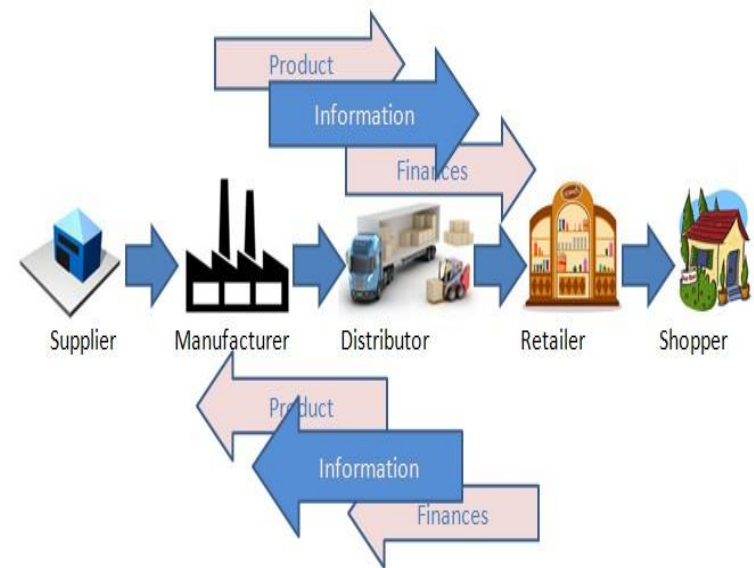 Product
Information
Finances
Supplier Manufacturer Distributor Retailer Shopper
Product
Information
Finances